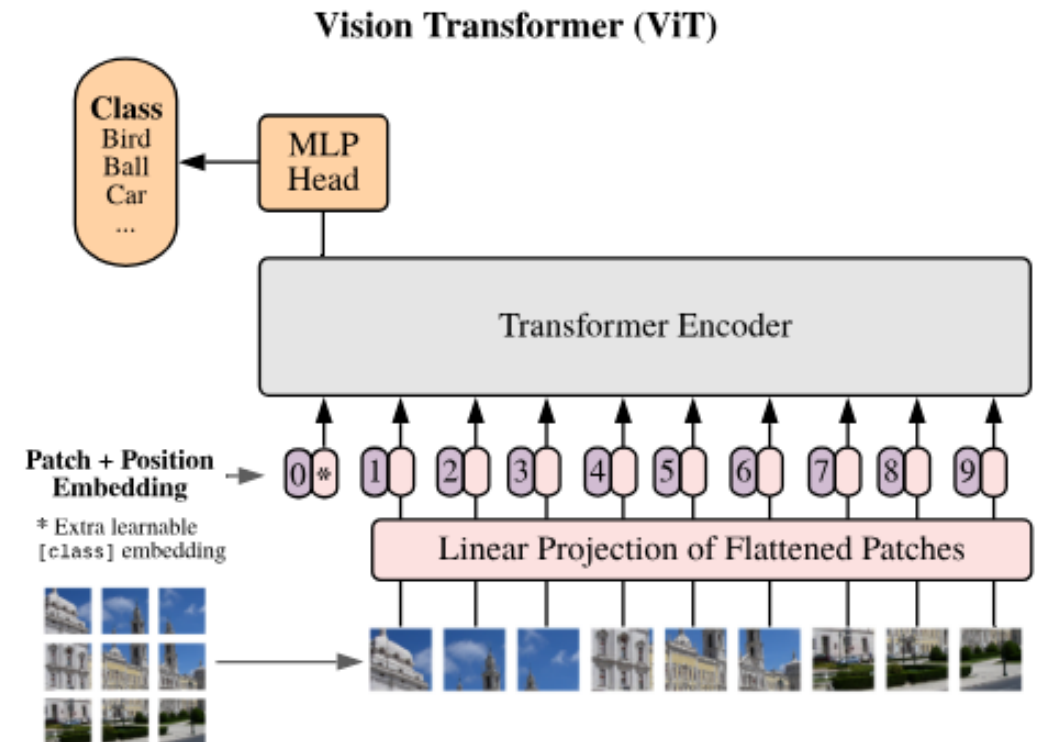 Vision Transformer (ViT)
Class
Bird
Ball
Car
...
MLP
Head
Transformer Encoder
Patch + Position
Embedding
0 * 1 2 3 4 5 6 7 8 9
* Extra learnable
[class] embedding
Linear Projection of Flattened Patches